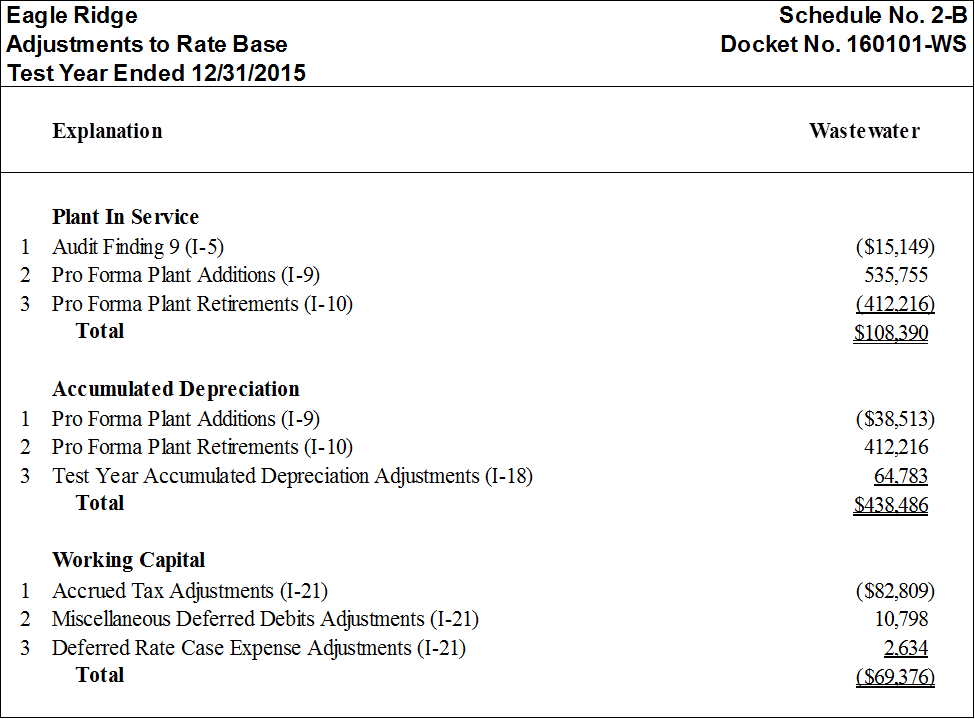 Eagle Ridge Schedule No. 2-B
Adjustments to Rate Base Docket No. 160101-WS
Test Year Ended 12/31/2015
Explanation Wastewater
Plant In Service
1 Audit Finding 9 (I-5) ($15,149)
2 Pro Forma Plant Additions (I-9) 535,755
3 Pro Forma Plant Retirements (I-10) (412,216)
Total $108,390
Accumulated Depreciation
1 Pro Forma Plant Additions (I-9) ($38,513)
2 Pro Forma Plant Retirements (I-10) 412,216
3 Test Year Accumulated Depreciation Adjustments (I-18) 64,783
Total $438,486
Working Capital
1 Accrued Tax Adjustments (I-21) ($82,809)
2 Miscellaneous Deferred Debits Adjustments (I-21) 10,798
3 Deferred Rate Case Expense Adjustments (I-21) 2,634
Total ($69,376)